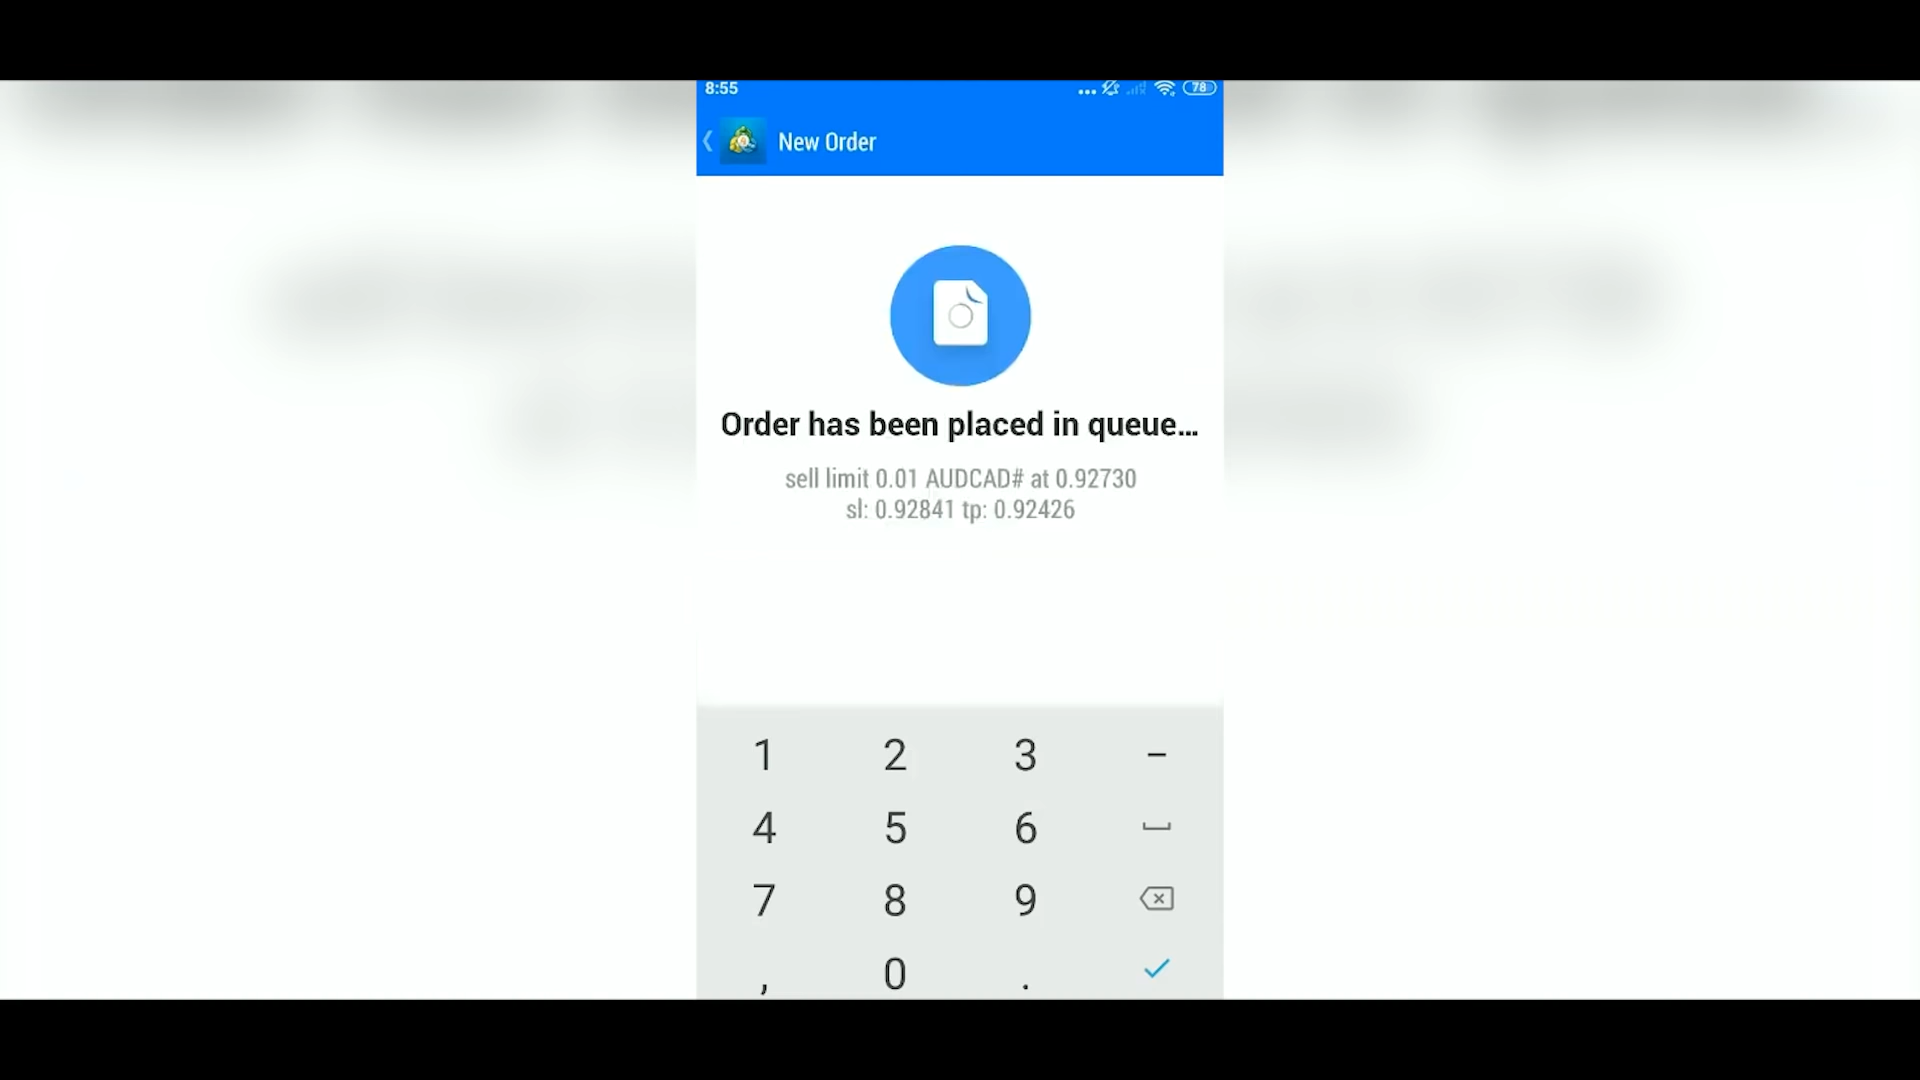 8:55
78
New Order
Order has been placed in queue...
sell limit 0.01 AUDCAD# at 0.92730
sl: 0.92841 tp: 0.92426
1 2 3 -
4 5 6
7 8 9
, 0 .